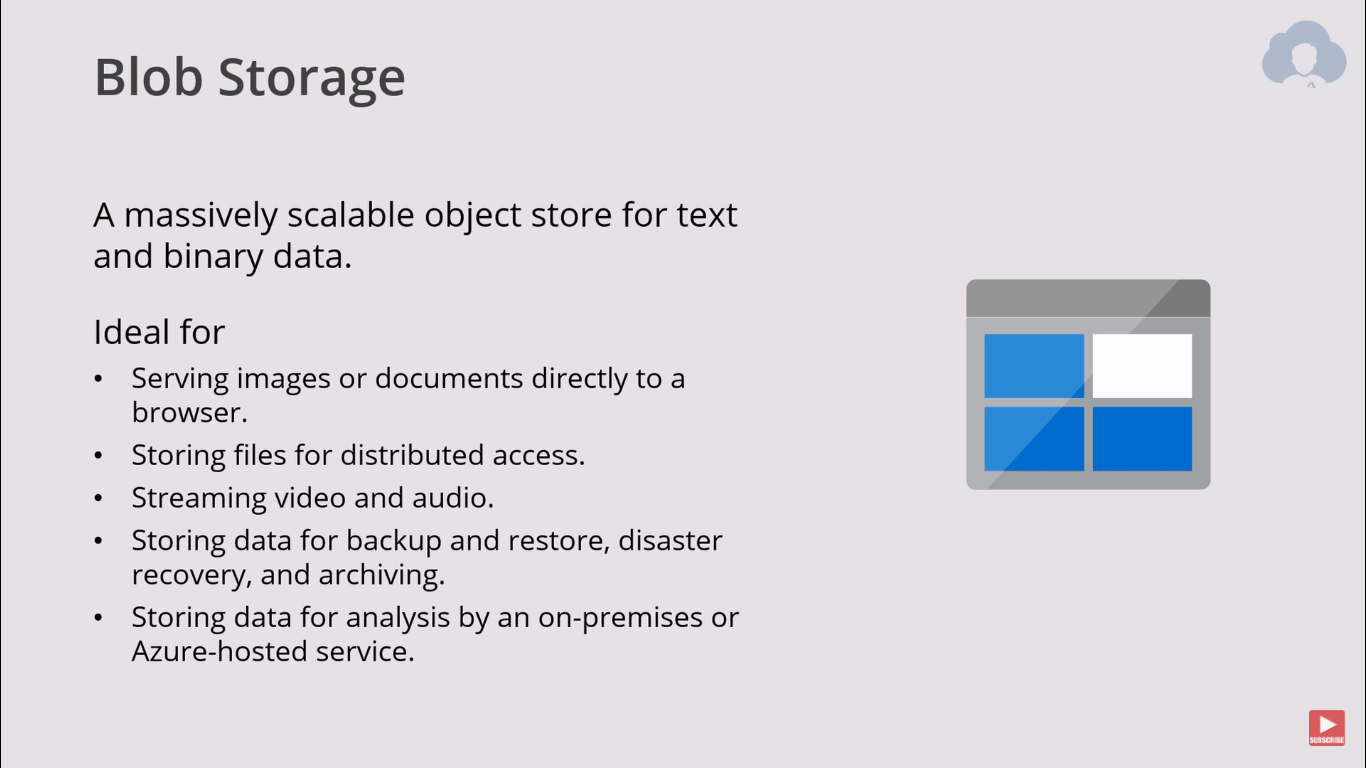 Blob Storage
A massively scalable object store for text
and binary data.
Ideal for
• Serving images or documents directly to a
browser.
• Storing files for distributed access.
• Streaming video and audio.
• Storing data for backup and restore, disaster
recovery, and archiving.
• Storing data for analysis by an on-premises or
Azure-hosted service.
SUBSCRIBE